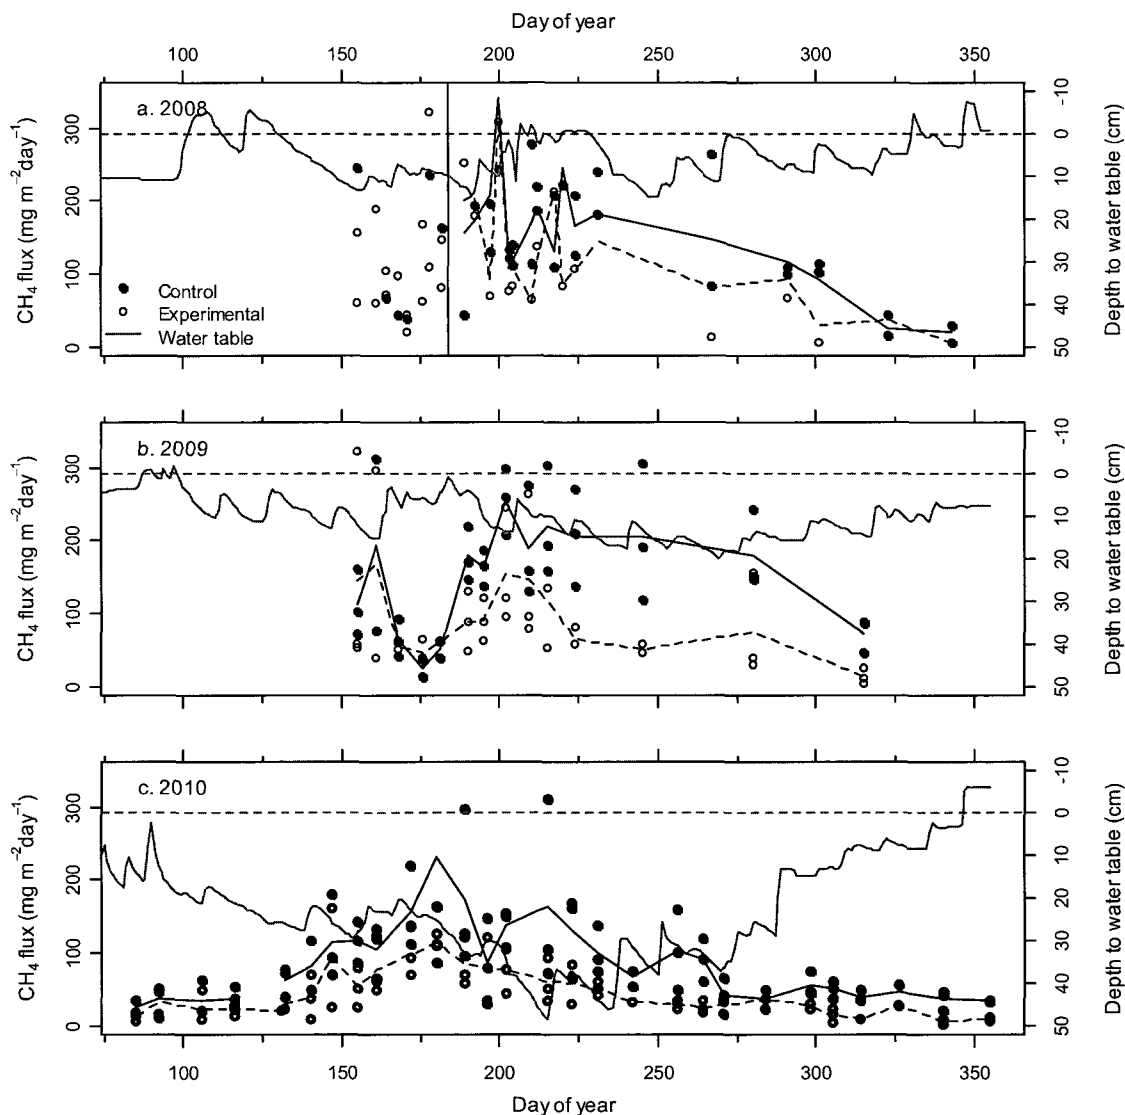 Day of year
100 150 200 250 300 350
a. 2008
CH₄ flux (mg m⁻²day⁻¹)
300
200
100
0
Control
Experimental
Water table
-10
0
10
20
30
40
50
Depth to water table (cm)
b. 2009
CH₄ flux (mg m⁻²day⁻¹)
300
200
100
0
-10
0
10
20
30
40
50
Depth to water table (cm)
c. 2010
CH₄ flux (mg m⁻²day⁻¹)
300
200
100
0
-10
0
10
20
30
40
50
Depth to water table (cm)
100 150 200 250 300 350
Day of year